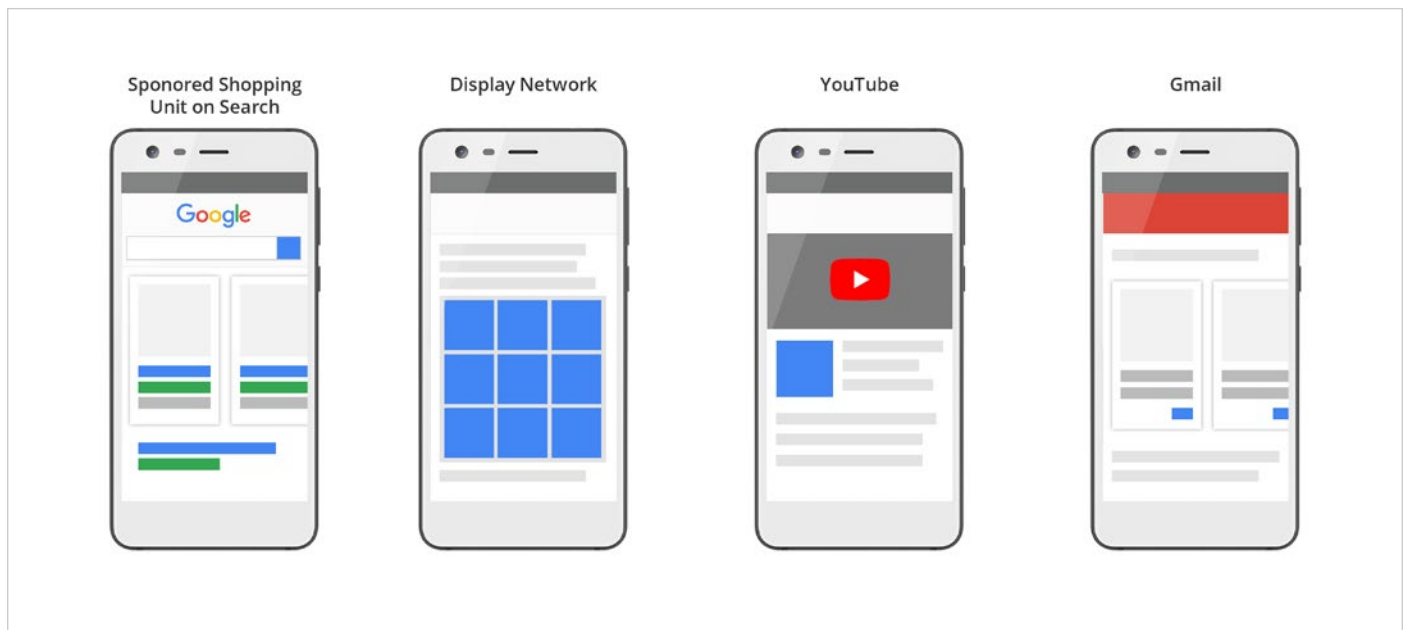 Sponored Shopping
Unit on Search
Display Network
YouTube
Gmail
Google